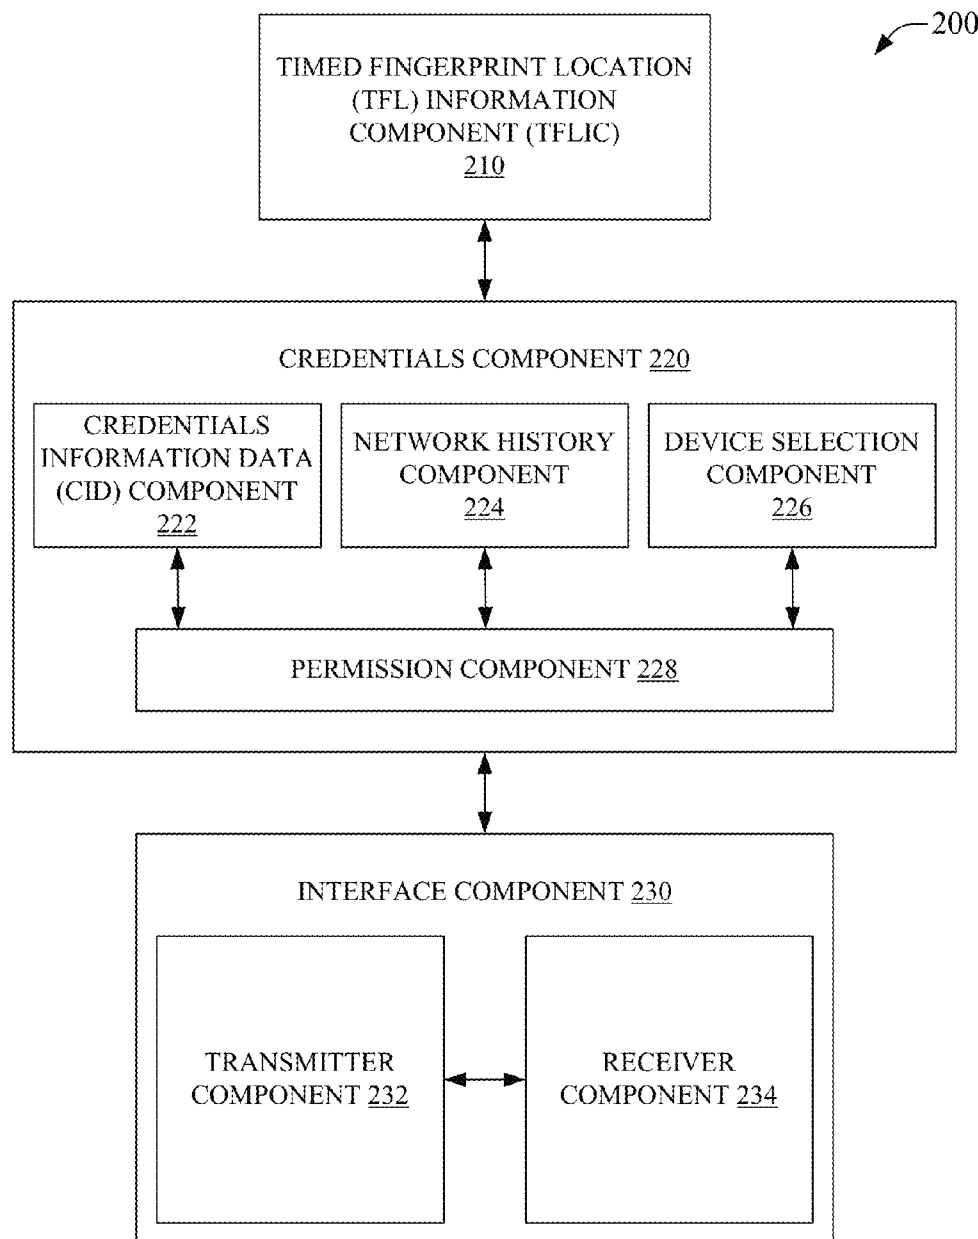 200
TIMED FINGERPRINT LOCATION
(TFL) INFORMATION
COMPONENT (TFLIC)
210
CREDENTIALS COMPONENT 220
CREDENTIALS
INFORMATION DATA
(CID) COMPONENT
222
NETWORK HISTORY
COMPONENT
224
DEVICE SELECTION
COMPONENT
226
PERMISSION COMPONENT 228
INTERFACE COMPONENT 230
TRANSMITTER
COMPONENT 232
RECEIVER
COMPONENT 234